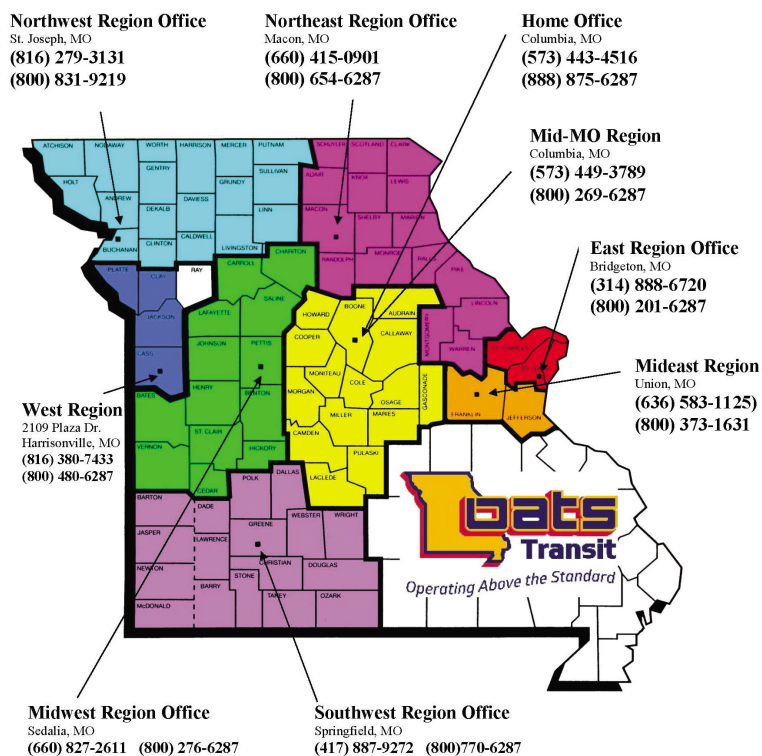 Northwest Region Office
St. Joseph, MO
(816) 279-3131
(800) 831-9219
Northeast Region Office
Macon, MO
(660) 415-0901
(800) 654-6287
Home Office
Columbia, MO
(573) 443-4516
(888) 875-6287
Mid-MO Region
Columbia, MO
(573) 449-3789
(800) 269-6287
East Region Office
Bridgeton, MO
(314) 888-6720
(800) 201-6287
Mideast Region
Union, MO
(636) 583-1125)
(800) 373-1631
West Region
2109 Plaza Dr.
Harrisonville, MO
(816) 380-7433
(800) 480-6287
ATCHISON
NODAWAY
WORTH
HARRISON
MERCER
PUTNAM
HOLT
GENTRY
SULLIVAN
GRUNDY
ANDREW
DEKALB
DAVIESS
LINN
BUCHANAN
CLINTON
CALDWELL
LIVINGSTON
SCHUYLER
SCOTLAND
CLARK
ADAIR
KNOX
LEWIS
MACON
SHELBY
MARION
RANDOLPH
MONROE
RALLS
PIKE
LINCOLN
MONTGOMERY
WARREN
PLATTE
CLAY
RAY
JACKSON
CASS
CARROLL
CHARITON
SALINE
LAFAYETTE
JOHNSON
PETTIS
BATES
HENRY
BENTON
VERNON
ST CLAIR
HICKORY
CEDAR
HOWARD
BOONE
AUDRAIN
COOPER
CALLAWAY
MONITEAU
COLE
MORGAN
OSAGE
GASCONADE
MILLER
MARIES
CAMDEN
PULASKI
LACLEDE
ST CHARLES
FRANKLIN
JEFFERSON
BARTON
DADE
POLK
DALLAS
JASPER
LAWRENCE
GREENE
WEBSTER
WRIGHT
NEWTON
CHRISTIAN
DOUGLAS
McDONALD
BARRY
STONE
TANEY
OZARK
oats
Transit
Operating Above the Standard
Midwest Region Office
Sedalia, MO
(660) 827-2611 (800) 276-6287
Southwest Region Office
Springfield, MO
(417) 887-9272 (800)770-6287